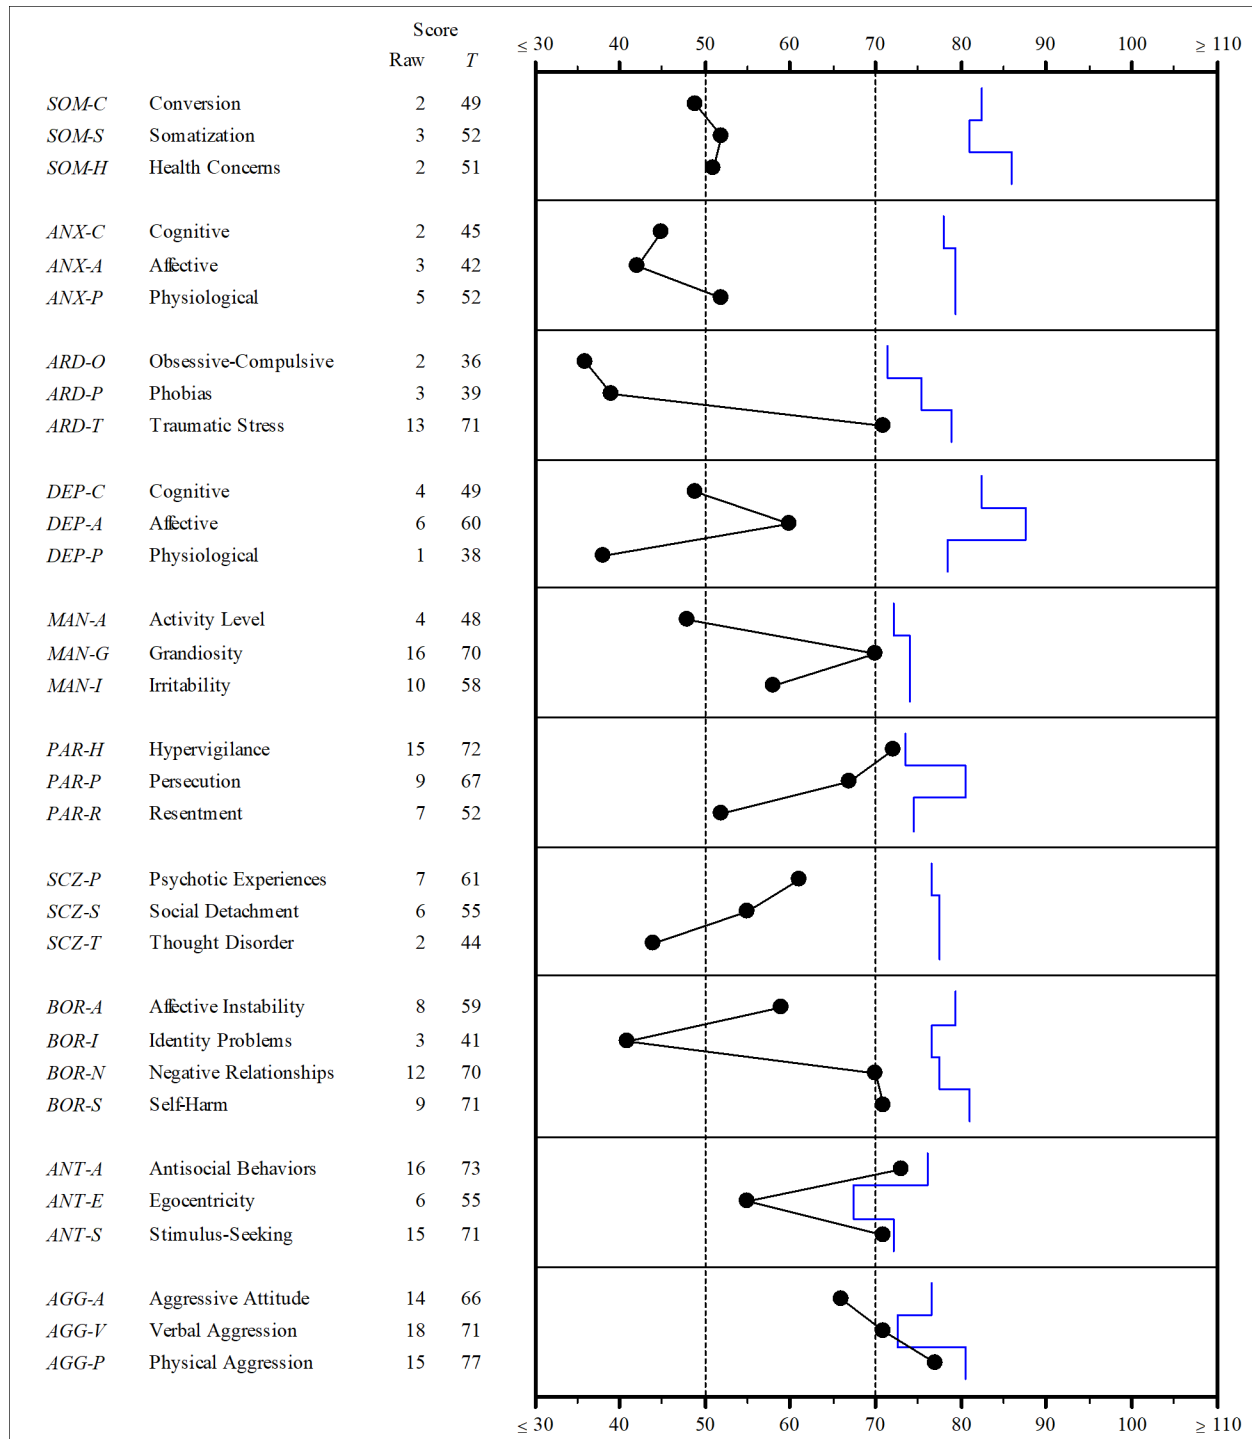 Score
Raw T
≤ 30 40 50 60 70 80 90 100 ≥ 110
SOM-C Conversion 2 49
SOM-S Somatization 3 52
SOM-H Health Concerns 2 51
ANX-C Cognitive 2 45
ANX-A Affective 3 42
ANX-P Physiological 5 52
ARD-O Obsessive-Compulsive 2 36
ARD-P Phobias 3 39
ARD-T Traumatic Stress 13 71
DEP-C Cognitive 4 49
DEP-A Affective 6 60
DEP-P Physiological 1 38
MAN-A Activity Level 4 48
MAN-G Grandiosity 16 70
MAN-I Irritability 10 58
PAR-H Hypervigilance 15 72
PAR-P Persecution 9 67
PAR-R Resentment 7 52
SCZ-P Psychotic Experiences 7 61
SCZ-S Social Detachment 6 55
SCZ-T Thought Disorder 2 44
BOR-A Affective Instability 8 59
BOR-I Identity Problems 3 41
BOR-N Negative Relationships 12 70
BOR-S Self-Harm 9 71
ANT-A Antisocial Behaviors 16 73
ANT-E Egocentricity 6 55
ANT-S Stimulus-Seeking 15 71
AGG-A Aggressive Attitude 14 66
AGG-V Verbal Aggression 18 71
AGG-P Physical Aggression 15 77
≤ 30 40 50 60 70 80 90 100 ≥ 110